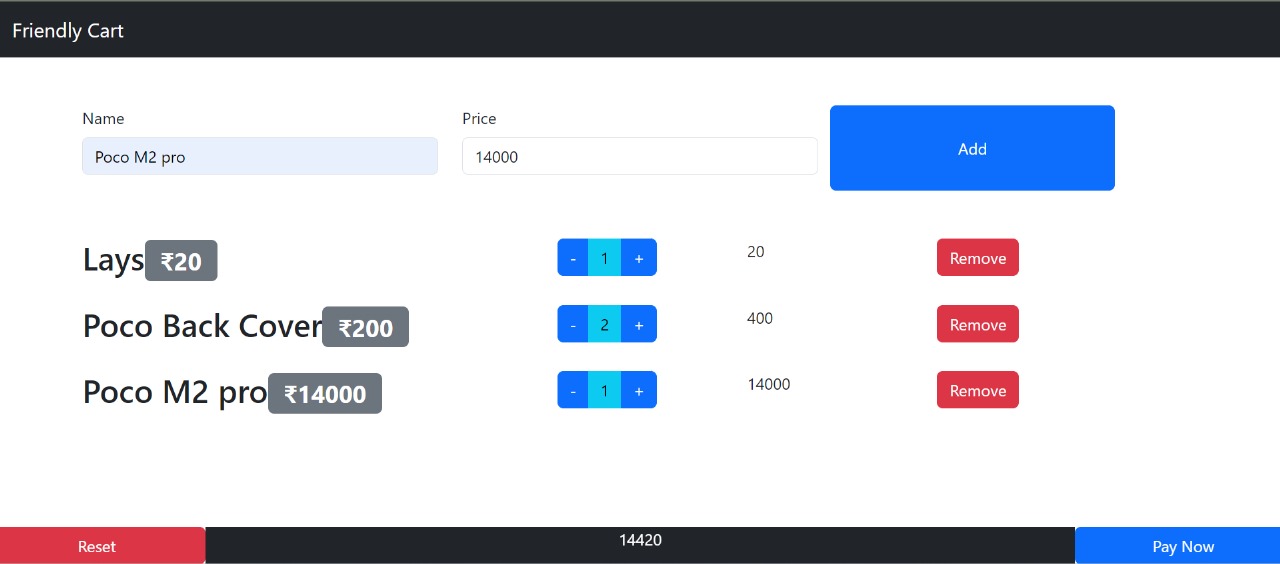 Friendly Cart
Name Price
Poco M2 pro 14000 Add
Lays ₹20 - 1 + 20 Remove
Poco Back Cover ₹200 - 2 + 400 Remove
Poco M2 pro ₹14000 - 1 + 14000 Remove
Reset 14420 Pay Now